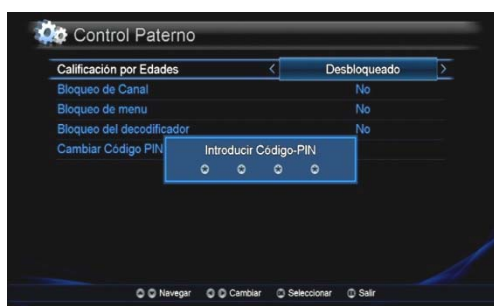 Control Paterno
Calificación por Edades Desbloqueado
Bloqueo de Canal No
Bloqueo de menu No
Bloqueo del decodificador No
Cambiar Código PIN
Introducir Código-PIN
Navegar Cambiar Seleccionar Salir